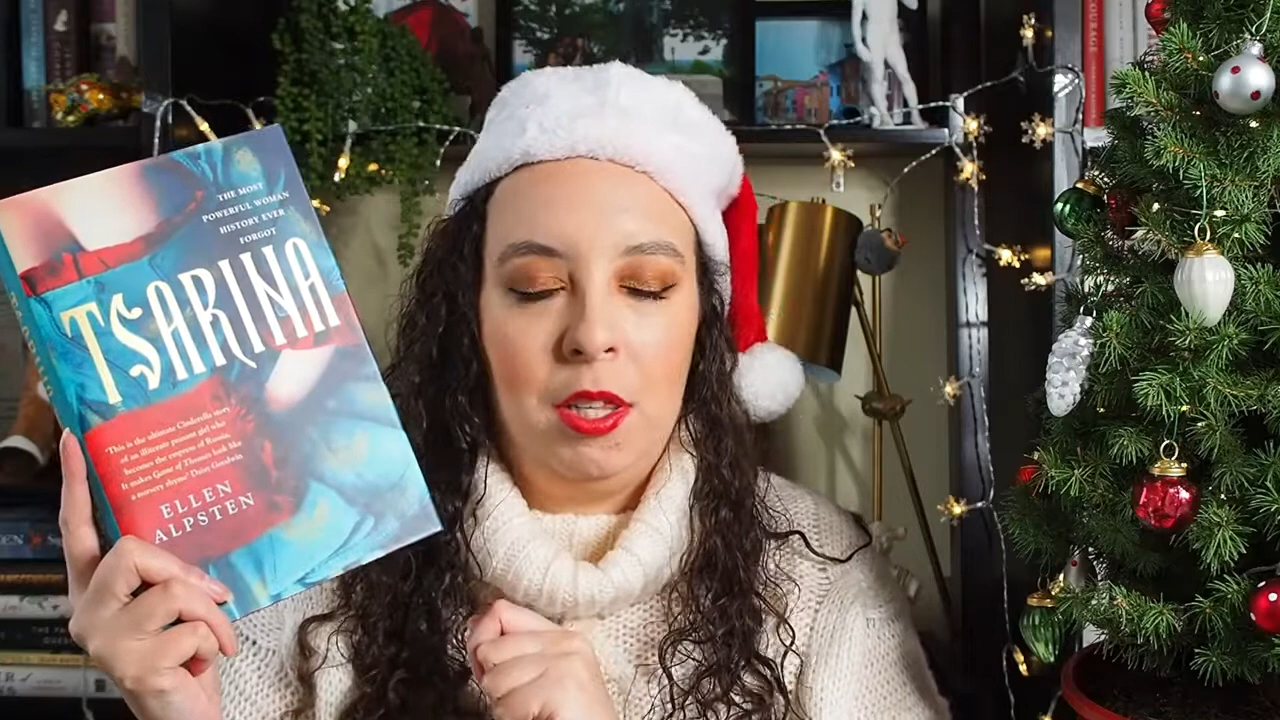 THE MOST
POWERFUL WOMAN
HISTORY EVER
FORGOT
TSARINA
'This is the ultimate Cinderella story
of an illiterate peasant girl who
becomes the empress of Russia.
It makes Game of Thrones look like
a nursery rhyme' Daisy Goodwin
ELLEN
ALPSTEN
COURAGE